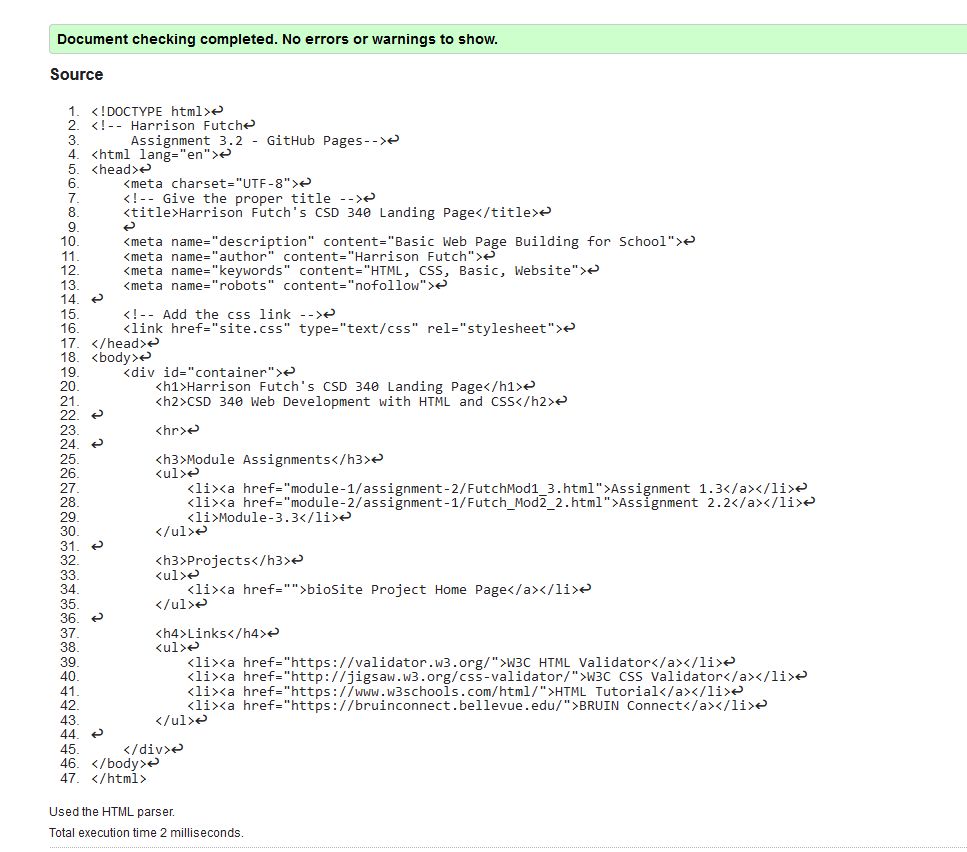 Document checking completed. No errors or warnings to show.
Source
1. <!DOCTYPE html>↩
2. <!-- Harrison Futch↩
3.      Assignment 3.2 - GitHub Pages-->↩
4. <html lang="en">↩
5. <head>↩
6.     <meta charset="UTF-8">↩
7.     <!-- Give the proper title -->↩
8.     <title>Harrison Futch's CSD 340 Landing Page</title>↩
9.     ↩
10.     <meta name="description" content="Basic Web Page Building for School">↩
11.     <meta name="author" content="Harrison Futch">↩
12.     <meta name="keywords" content="HTML, CSS, Basic, Website">↩
13.     <meta name="robots" content="nofollow">↩
14. ↩
15.     <!-- Add the css link -->↩
16.     <link href="site.css" type="text/css" rel="stylesheet">↩
17. </head>↩
18. <body>↩
19.     <div id="container">↩
20.         <h1>Harrison Futch's CSD 340 Landing Page</h1>↩
21.         <h2>CSD 340 Web Development with HTML and CSS</h2>↩
22. ↩
23.         <hr>↩
24. ↩
25.         <h3>Module Assignments</h3>↩
26.         <ul>↩
27.             <li><a href="module-1/assignment-2/FutchMod1_3.html">Assignment 1.3</a></li>↩
28.             <li><a href="module-2/assignment-1/Futch_Mod2_2.html">Assignment 2.2</a></li>↩
29.             <li>Module-3.3</li>↩
30.         </ul>↩
31. ↩
32.         <h3>Projects</h3>↩
33.         <ul>↩
34.             <li><a href="">bioSite Project Home Page</a></li>↩
35.         </ul>↩
36. ↩
37.         <h4>Links</h4>↩
38.         <ul>↩
39.             <li><a href="https://validator.w3.org/">W3C HTML Validator</a></li>↩
40.             <li><a href="http://jigsaw.w3.org/css-validator/">W3C CSS Validator</a></li>↩
41.             <li><a href="https://www.w3schools.com/html/">HTML Tutorial</a></li>↩
42.             <li><a href="https://bruinconnect.bellevue.edu/">BRUIN Connect</a></li>↩
43.         </ul>↩
44. ↩
45.     </div>↩
46. </body>↩
47. </html>
Used the HTML parser.
Total execution time 2 milliseconds.